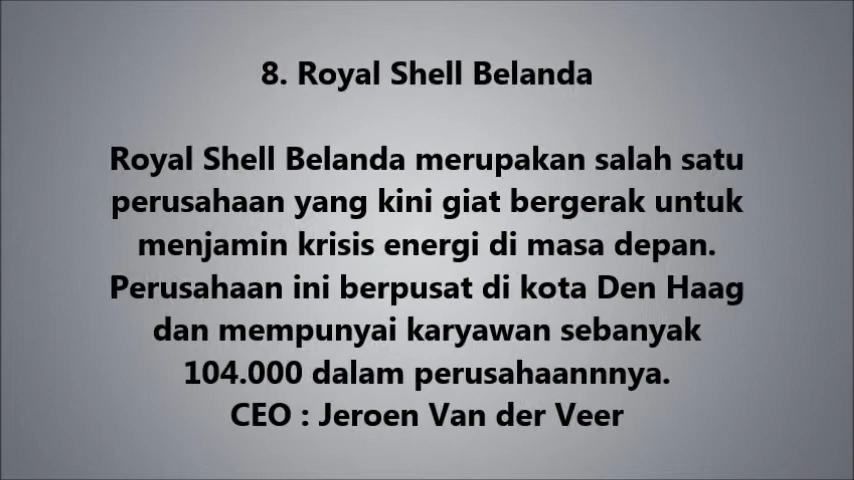 8. Royal Shell Belanda
Royal Shell Belanda merupakan salah satu
perusahaan yang kini giat bergerak untuk
menjamin krisis energi di masa depan.
Perusahaan ini berpusat di kota Den Haag
dan mempunyai karyawan sebanyak
104.000 dalam perusahaannnya.
CEO : Jeroen Van der Veer